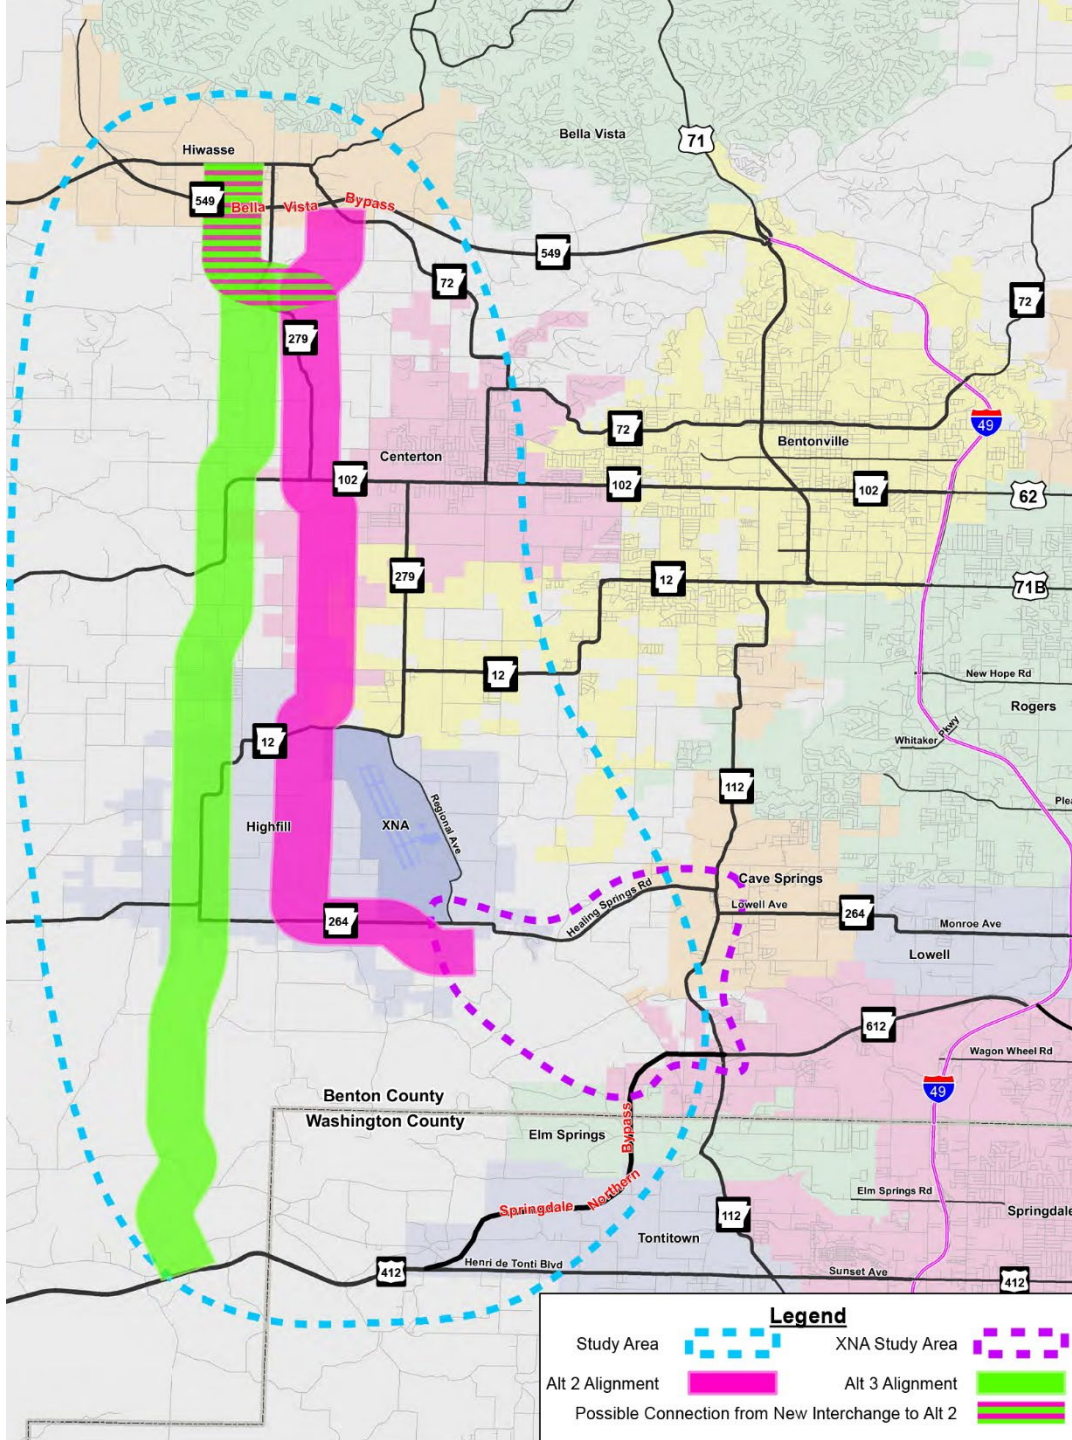 Bella Vista
71
Hiwasse
549
Bella Vista Bypass
549
72
72
279
72
49
Bentonville
Centerton
102
102
102
62
279
12
71B
12
New Hope Rd
Rogers
Whitaker Pkwy
12
112
Plea
Highfill
XNA
Regional Ave
Cave Springs
Healing Springs Rd
Lowell Ave
264
264
Monroe Ave
Lowell
612
Wagon Wheel Rd
49
Benton County
Washington County
Elm Springs
Springdale Northern Bypass
Elm Springs Rd
Springdale
112
Tontitown
412
Henri de Tonti Blvd
Sunset Ave
412
Legend
Study Area
XNA Study Area
Alt 2 Alignment
Alt 3 Alignment
Possible Connection from New Interchange to Alt 2